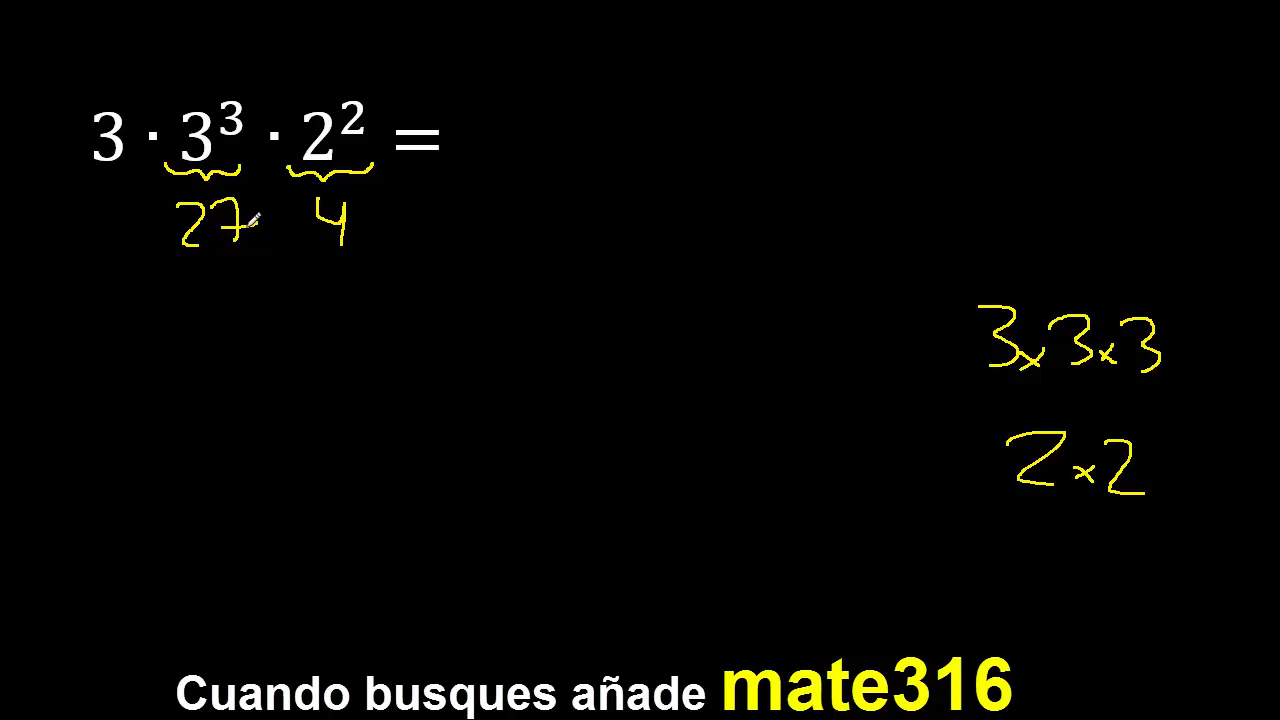 3 · 3³ · 2² =
27 4
3x3x3
2x2
Cuando busques añade mate316